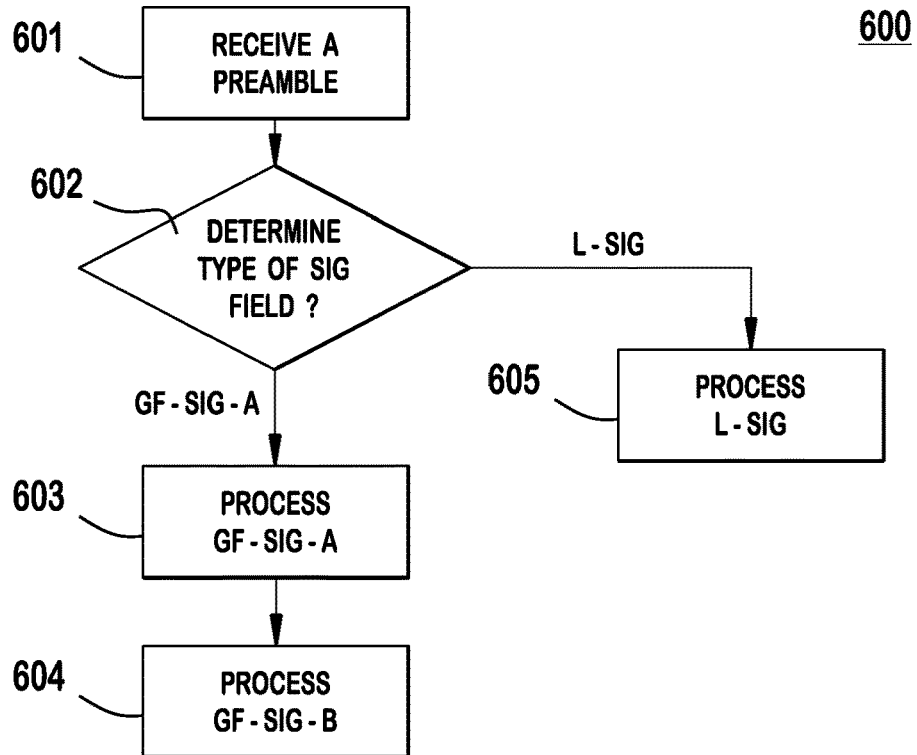 601
RECEIVE A
PREAMBLE
600
602
DETERMINE
TYPE OF SIG
FIELD ?
L - SIG
GF - SIG - A
605
PROCESS
L - SIG
603
PROCESS
GF - SIG - A
604
PROCESS
GF - SIG - B